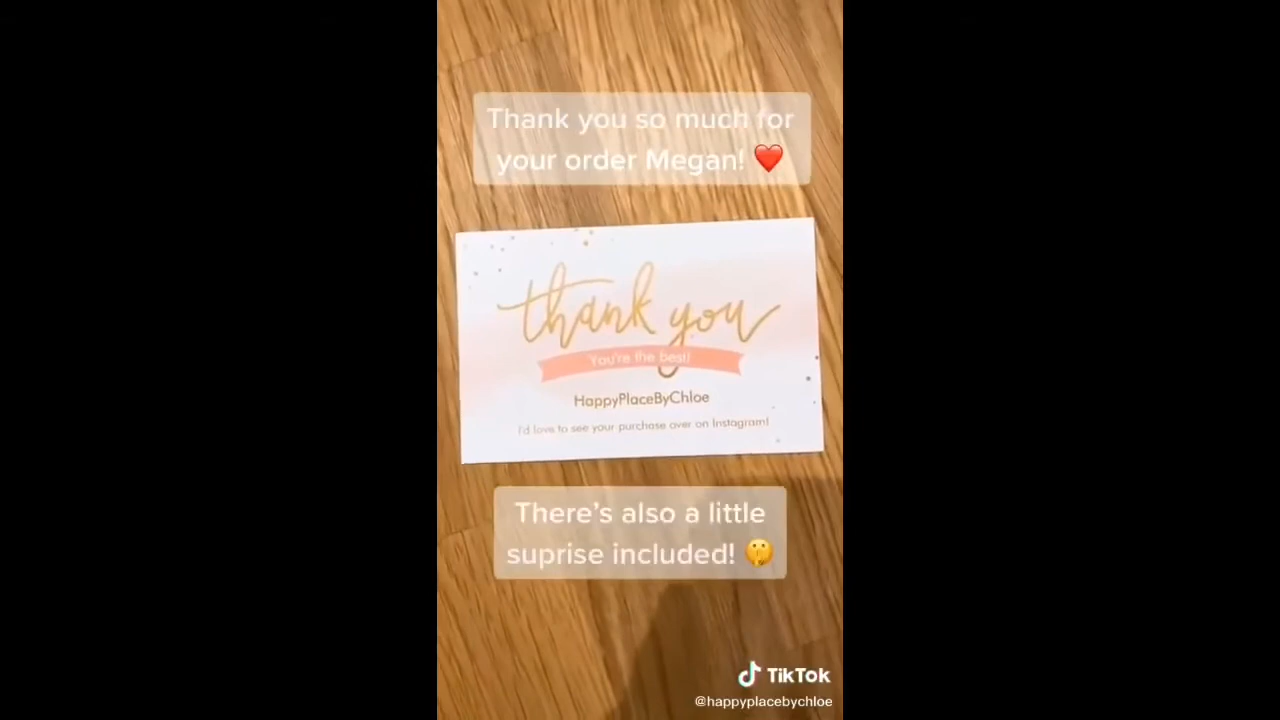 Thank you so much for
your order Megan! ❤️
thank you
You're the best!
HappyPlaceByChloe
I'd love to see your purchase over on Instagram!
There's also a little
suprise included! 🤫
TikTok
@happyplacebychloe